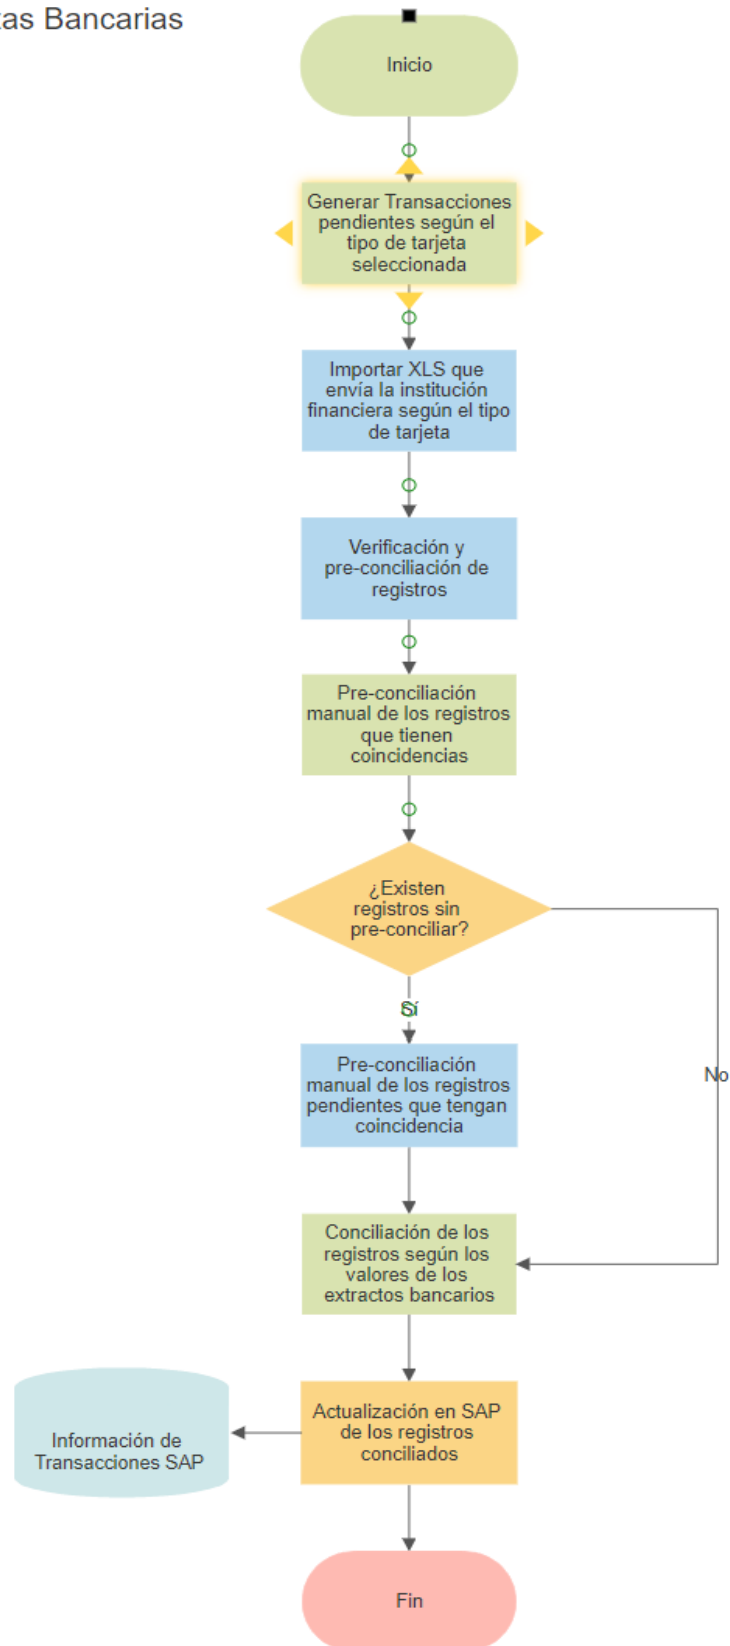 tas Bancarias
Inicio
Generar Transacciones
pendientes según el
tipo de tarjeta
seleccionada
Importar XLS que
envía la institución
financiera según el tipo
de tarjeta
Verificación y
pre-conciliación de
registros
Pre-conciliación
manual de los registros
que tienen
coincidencias
¿Existen
registros sin
pre-conciliar?
Sí
Pre-conciliación
manual de los registros
pendientes que tengan
coincidencia
No
Conciliación de los
registros según los
valores de los
extractos bancarios
Actualización en SAP
de los registros
conciliados
Información de
Transacciones SAP
Fin